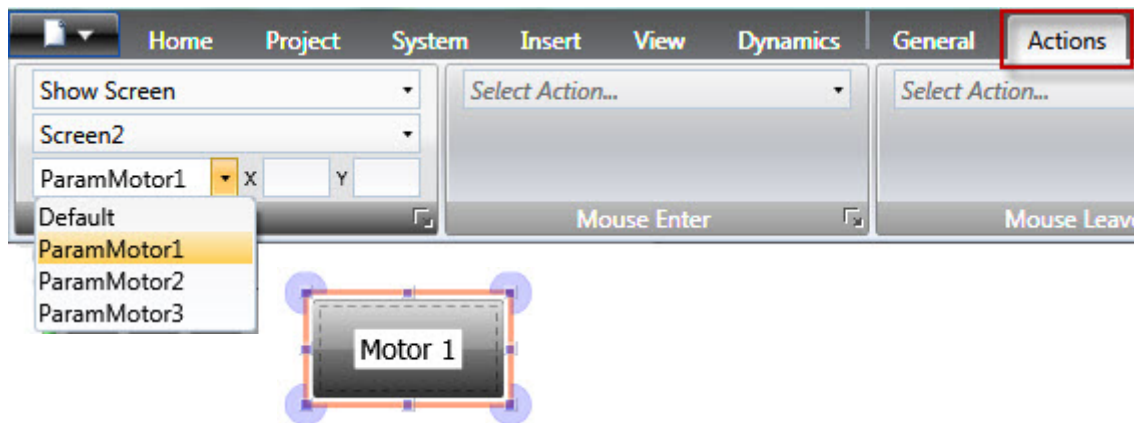 Home Project System Insert View Dynamics General Actions
Show Screen
Select Action...
Select Action...
Screen2
ParamMotor1 X Y
Default
Mouse Enter
ParamMotor1
ParamMotor2
ParamMotor3
Motor 1